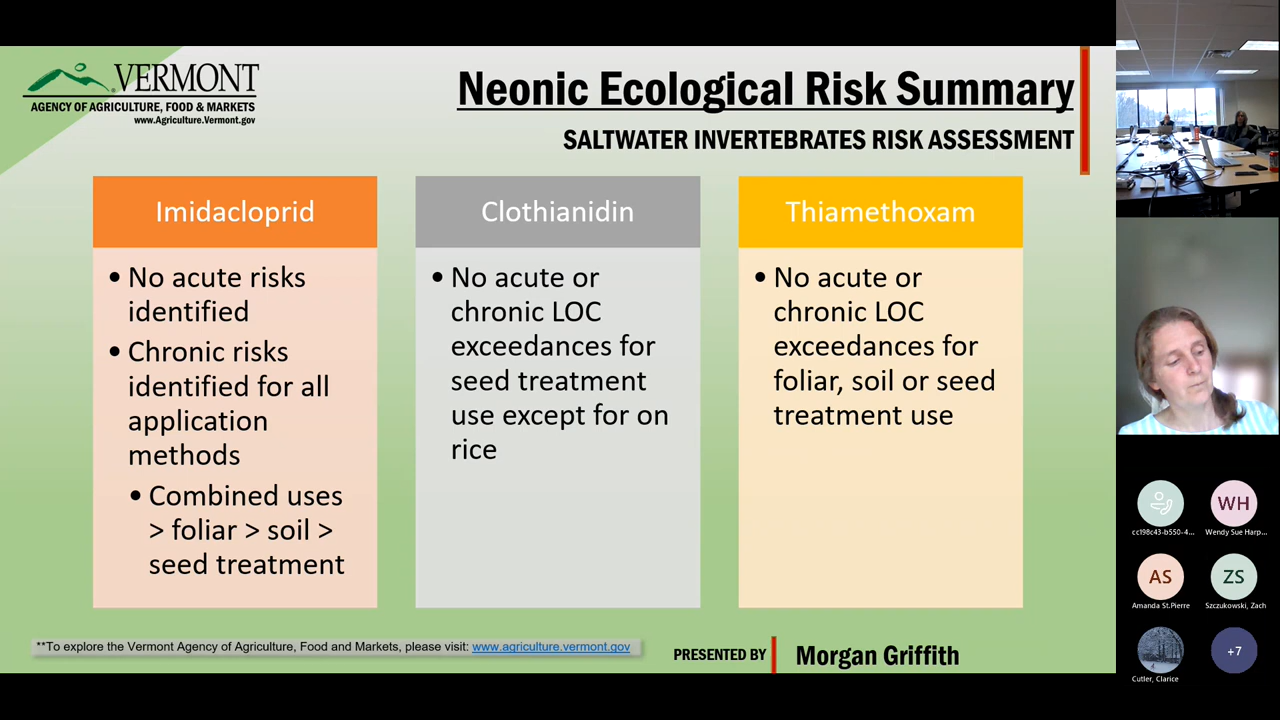 VERMONT
AGENCY OF AGRICULTURE, FOOD & MARKETS
www.Agriculture.Vermont.gov
Neonic Ecological Risk Summary
SALTWATER INVERTEBRATES RISK ASSESSMENT
Imidacloprid
• No acute risks
identified
• Chronic risks
identified for all
application
methods
• Combined uses
> foliar > soil >
seed treatment
Clothianidin
• No acute or
chronic LOC
exceedances for
seed treatment
use except for on
rice
Thiamethoxam
• No acute or
chronic LOC
exceedances for
foliar, soil or seed
treatment use
**To explore the Vermont Agency of Agriculture, Food and Markets, please visit: www.agriculture.vermont.gov
PRESENTED BY
Morgan Griffith
cc198c43-b550-4...
WH
Wendy Sue Harp...
AS
Amanda St.Pierre
ZS
Szczukowski, Zach
Cutler, Clarice
+7